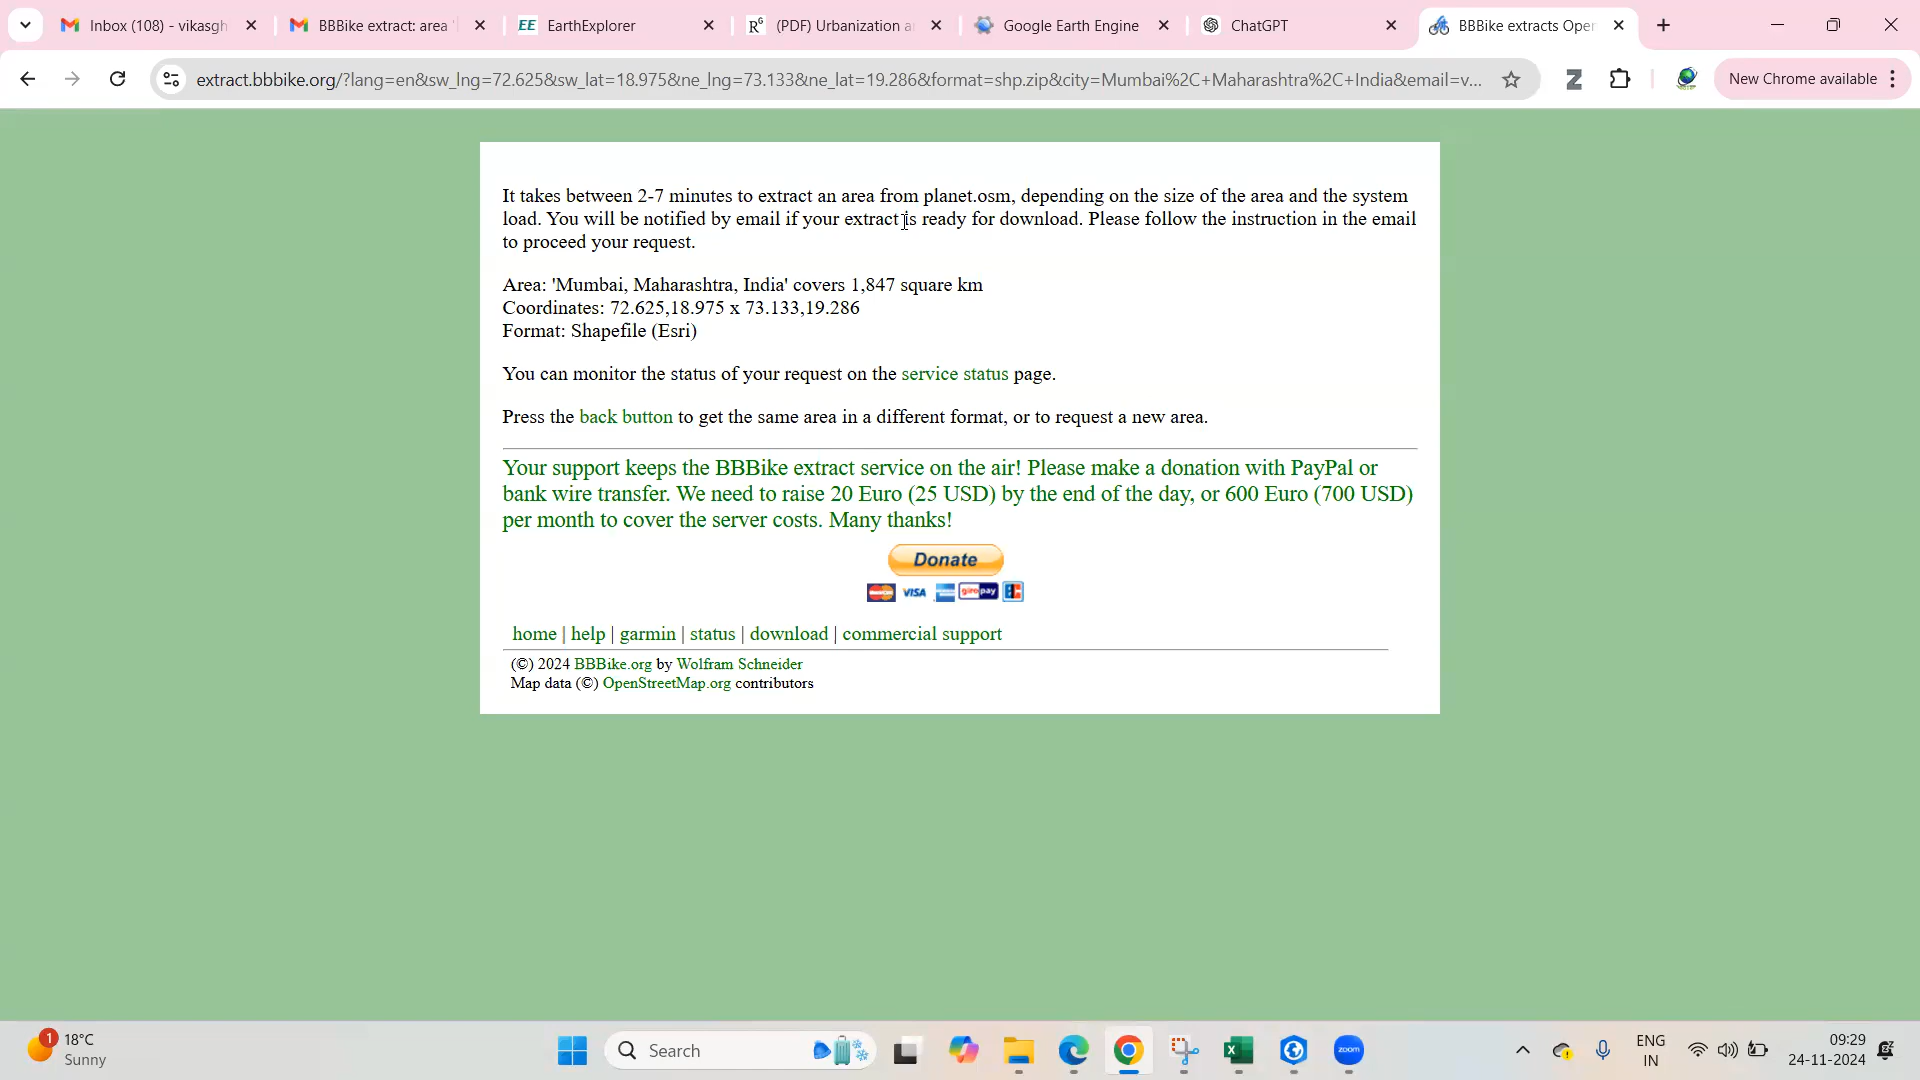 Inbox (108) - vikasgh
BBBike extract: area '
EE EarthExplorer
RG (PDF) Urbanization a
Google Earth Engine
ChatGPT
BBBike extracts Oper
extract.bbbike.org/?lang=en&sw_lng=72.625&sw_lat=18.975&ne_lng=73.133&ne_lat=19.286&format=shp.zip&city=Mumbai%2C+Maharashtra%2C+India&email=v...
New Chrome available
It takes between 2-7 minutes to extract an area from planet.osm, depending on the size of the area and the system
load. You will be notified by email if your extract is ready for download. Please follow the instruction in the email
to proceed your request.
Area: 'Mumbai, Maharashtra, India' covers 1,847 square km
Coordinates: 72.625,18.975 x 73.133,19.286
Format: Shapefile (Esri)
You can monitor the status of your request on the service status page.
Press the back button to get the same area in a different format, or to request a new area.
Your support keeps the BBBike extract service on the air! Please make a donation with PayPal or
bank wire transfer. We need to raise 20 Euro (25 USD) by the end of the day, or 600 Euro (700 USD)
per month to cover the server costs. Many thanks!
Donate
VISA giropay
home | help | garmin | status | download | commercial support
(©) 2024 BBBike.org by Wolfram Schneider
Map data (©) OpenStreetMap.org contributors
1
18°C
Sunny
Search
zoom
ENG
IN
09:29
24-11-2024